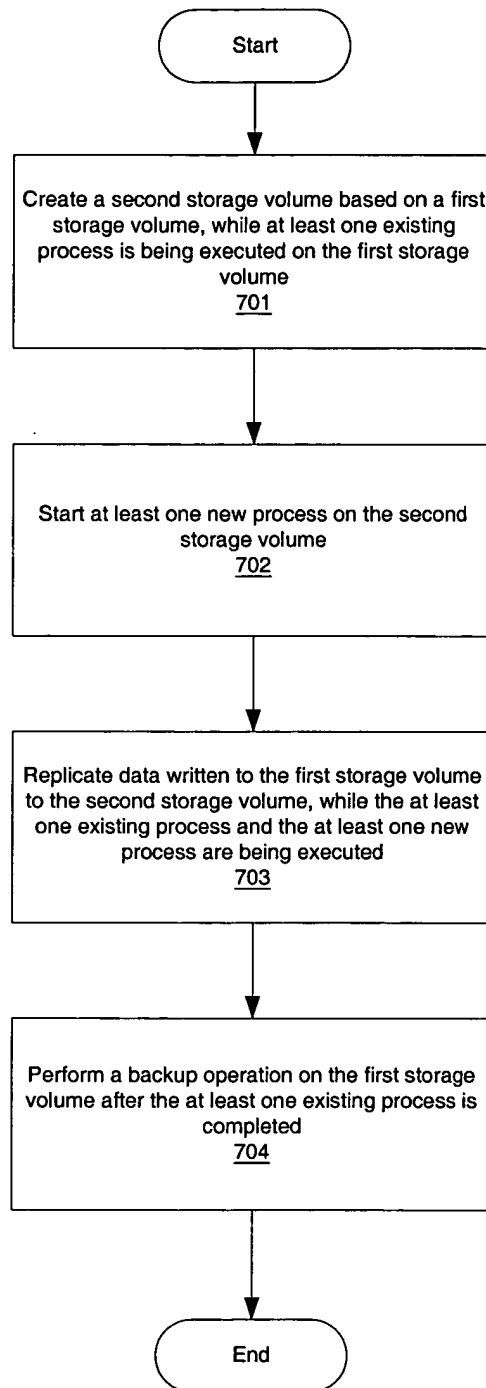 Start
Create a second storage volume based on a first
storage volume, while at least one existing
process is being executed on the first storage
volume
701
Start at least one new process on the second
storage volume
702
Replicate data written to the first storage volume
to the second storage volume, while the at least
one existing process and the at least one new
process are being executed
703
Perform a backup operation on the first storage
volume after the at least one existing process is
completed
704
End